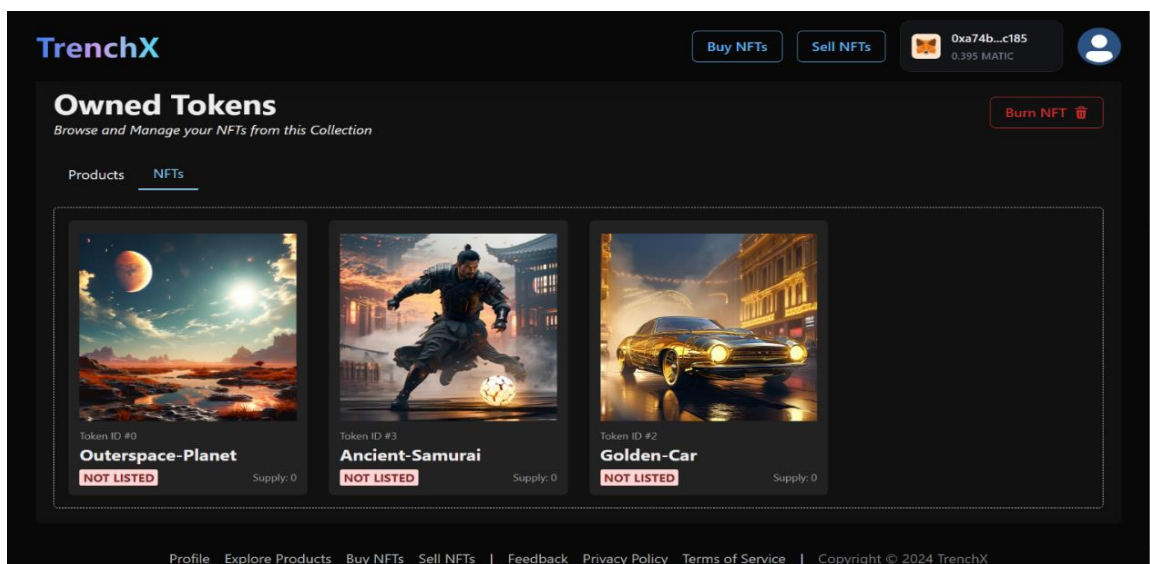 TrenchX
Buy NFTs
Sell NFTs
0xa74b...c185
0.395 MATIC
Owned Tokens
Burn NFT
Browse and Manage your NFTs from this Collection
Products NFTs
Token ID #0
Outerspace-Planet
NOT LISTED Supply: 0
Token ID #3
Ancient-Samurai
NOT LISTED Supply: 0
Token ID #2
Golden-Car
NOT LISTED Supply: 0
Profile Explore Products Buy NFTs Sell NFTs | Feedback Privacy Policy Terms of Service | Copyright © 2024 TrenchX